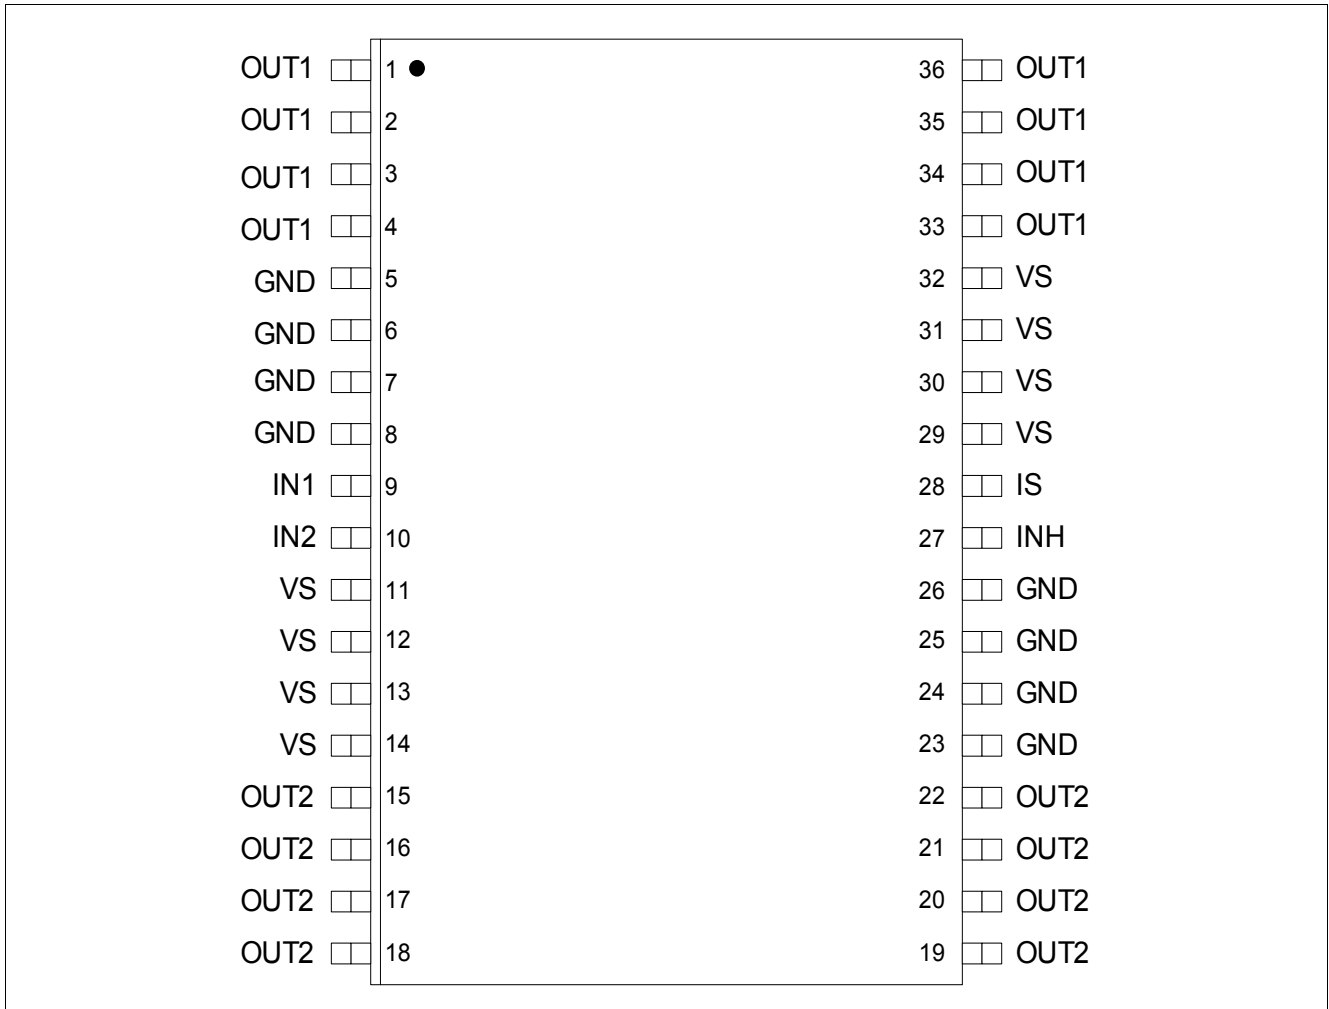 OUT1 1 36 OUT1
OUT1 2 35 OUT1
OUT1 3 34 OUT1
OUT1 4 33 OUT1
GND 5 32 VS
GND 6 31 VS
GND 7 30 VS
GND 8 29 VS
IN1 9 28 IS
IN2 10 27 INH
VS 11 26 GND
VS 12 25 GND
VS 13 24 GND
VS 14 23 GND
OUT2 15 22 OUT2
OUT2 16 21 OUT2
OUT2 17 20 OUT2
OUT2 18 19 OUT2